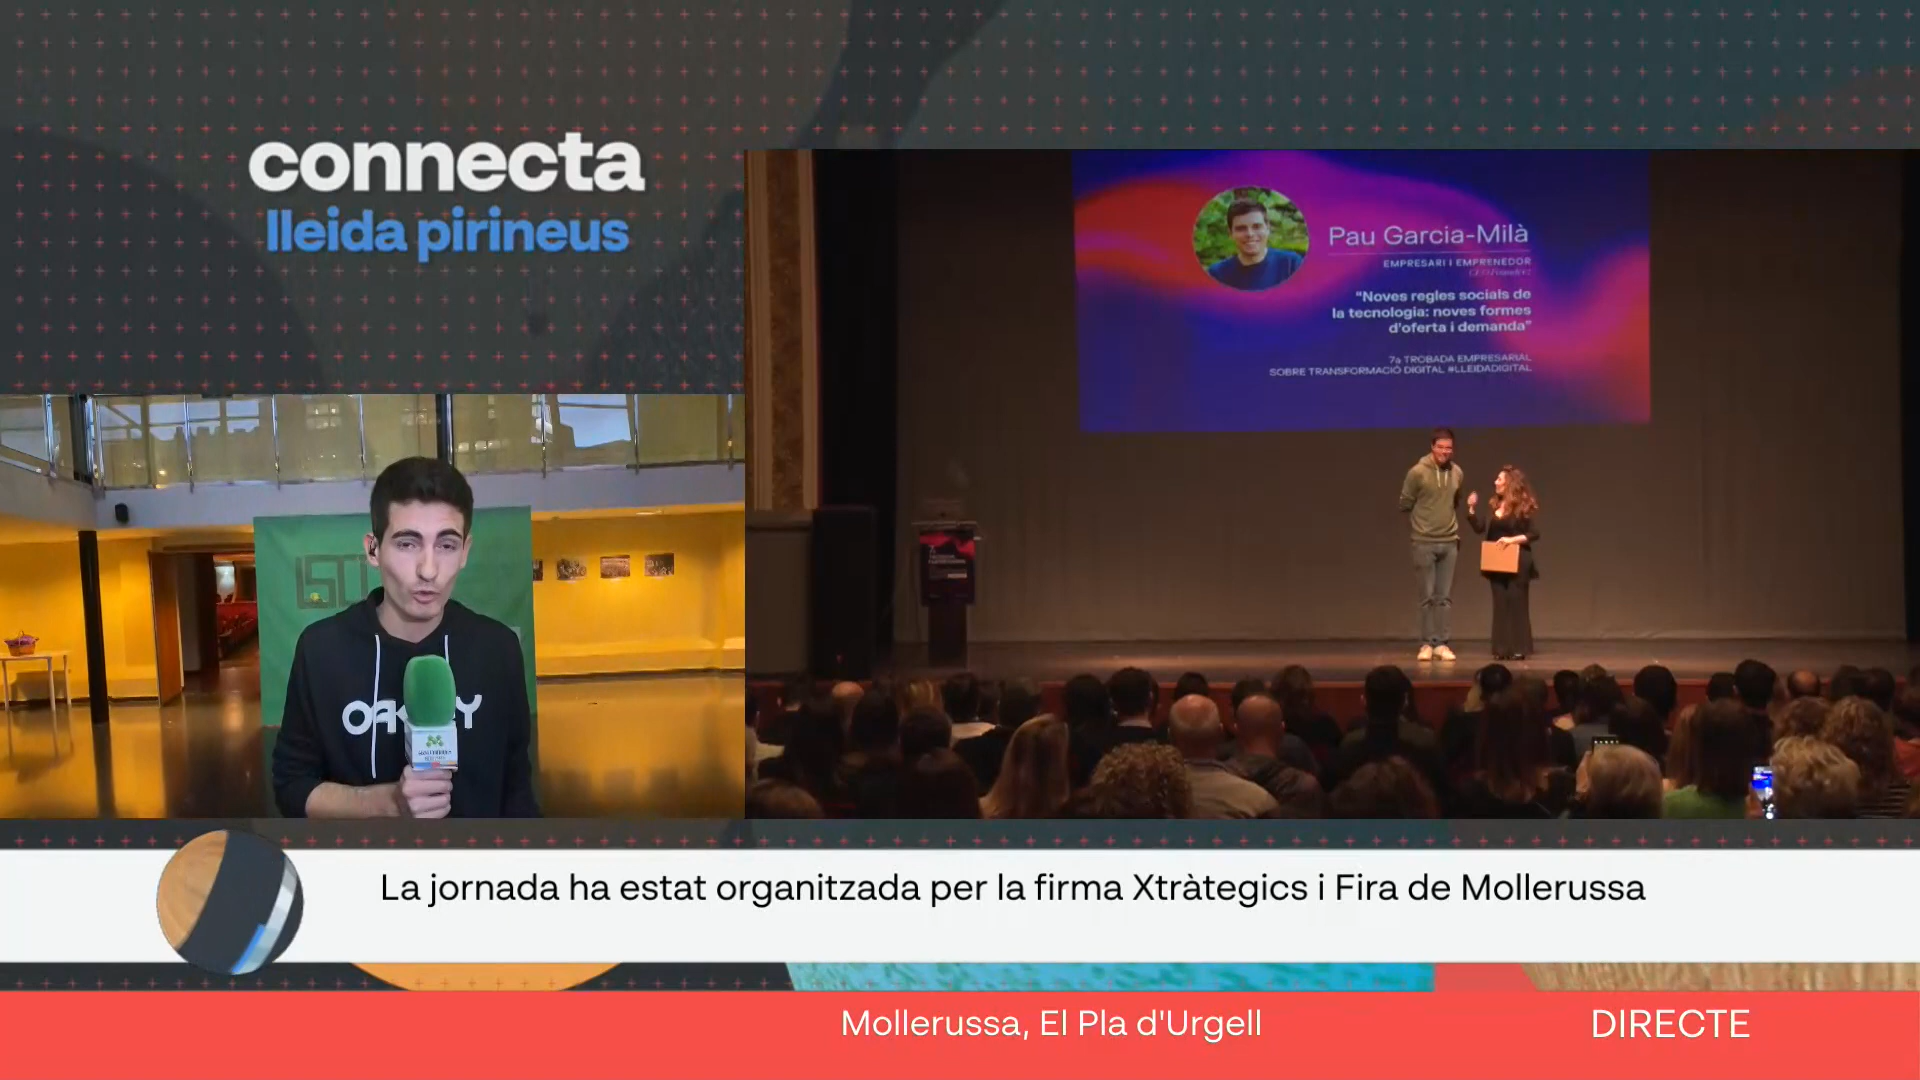 connecta
lleida pirineus
Pau Garcia-Milà
EMPRESARI I EMPRENEDOR
"Noves regles socials de
la tecnologia: noves formes
d'oferta i demanda"
7a TROBADA EMPRESARIAL
SOBRE TRANSFORMACIÓ DIGITAL #LLEIDADIGITAL
La jornada ha estat organitzada per la firma Xtràtegics i Fira de Mollerussa
Mollerussa, El Pla d'Urgell
DIRECTE